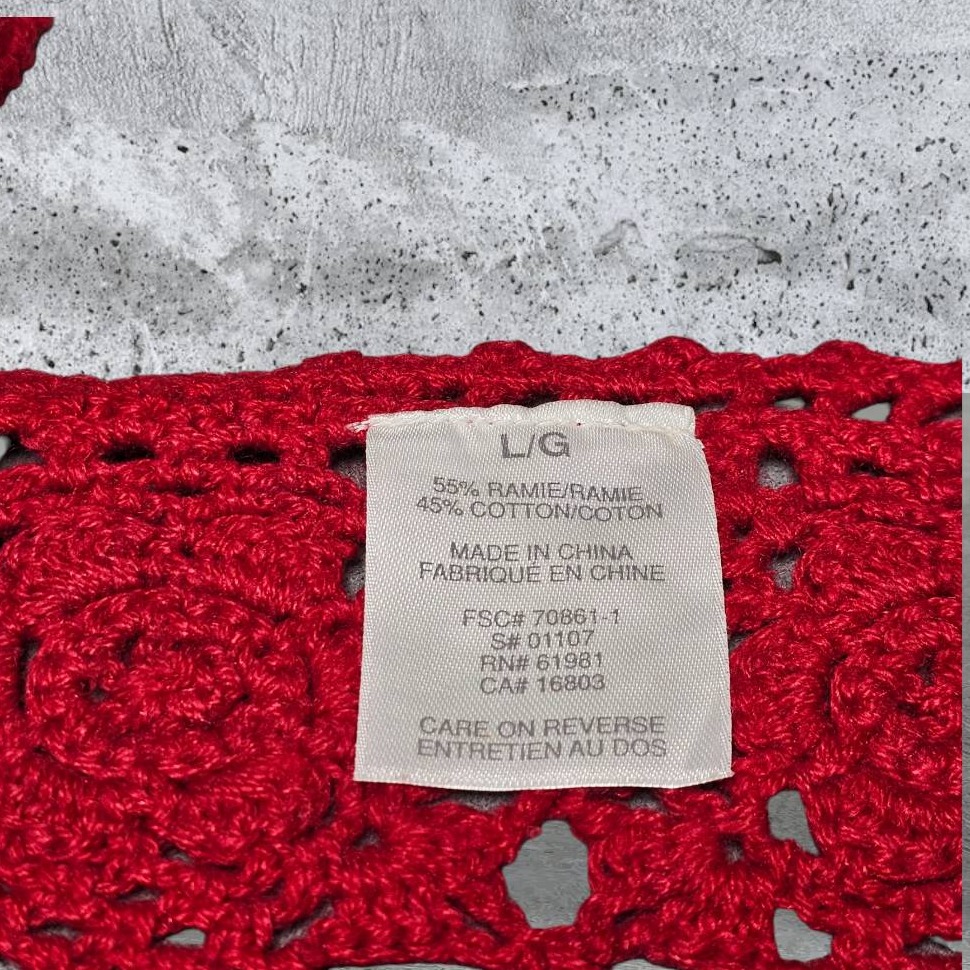 L/G
55% RAMIE/RAMIE
45% COTTON/COTON
MADE IN CHINA
FABRIQUE EN CHINE
FSC# 70861-1
S# 01107
RN# 61981
CA# 16803
CARE ON REVERSE
ENTRETIEN AU DOS